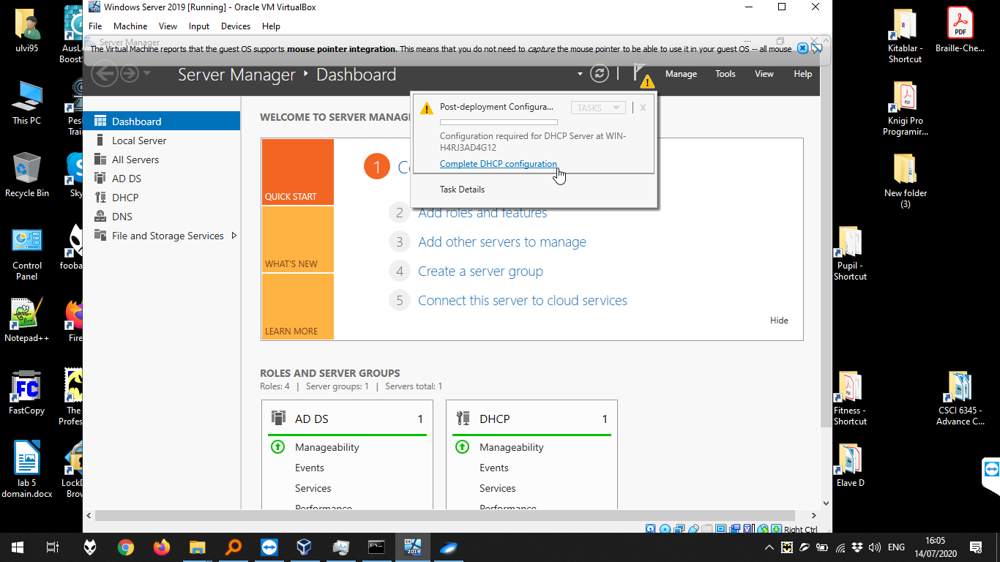 Windows Server 2019 [Running] - Oracle VM VirtualBox
File Machine View Input Devices Help
Server Manager
The Virtual Machine reports that the guest OS supports mouse pointer integration. This means that you do not need to capture the mouse pointer to be able to use it in your guest OS -- all mouse
Server Manager Dashboard
Manage Tools View Help
Dashboard
Local Server
All Servers
AD DS
DHCP
DNS
File and Storage Services
WELCOME TO SERVER MANAG
Post-deployment Configura...
TASKS
X
Configuration required for DHCP Server at WIN-
H4RJ3AD4G12
Complete DHCP configuration
Task Details
QUICK START
WHAT'S NEW
LEARN MORE
1
2 Add roles and features
3 Add other servers to manage
4 Create a server group
5 Connect this server to cloud services
Hide
ROLES AND SERVER GROUPS
Roles: 4 | Server groups: 1 | Servers total: 1
AD DS 1
Manageability
Events
Services
Performance
DHCP 1
Manageability
Events
Services
Performance
Right Ctrl
ulvi95
This PC
Recycle Bin
Control
Panel
Notepad++
FastCopy
FC
lab 5
domain.docx
AusL
Boost
Pes
Train
Sky
fooba
Fire
The
Profes
LockD
Brow
Kitablar -
Shortcut
PDF
Braille-Che...
Knigi Pro
Programir...
New folder
(3)
Pupil -
Shortcut
Fitness -
Shortcut
CSCI 6345 -
Advance C...
Elave D
2019
ENG
16:05
14/07/2020